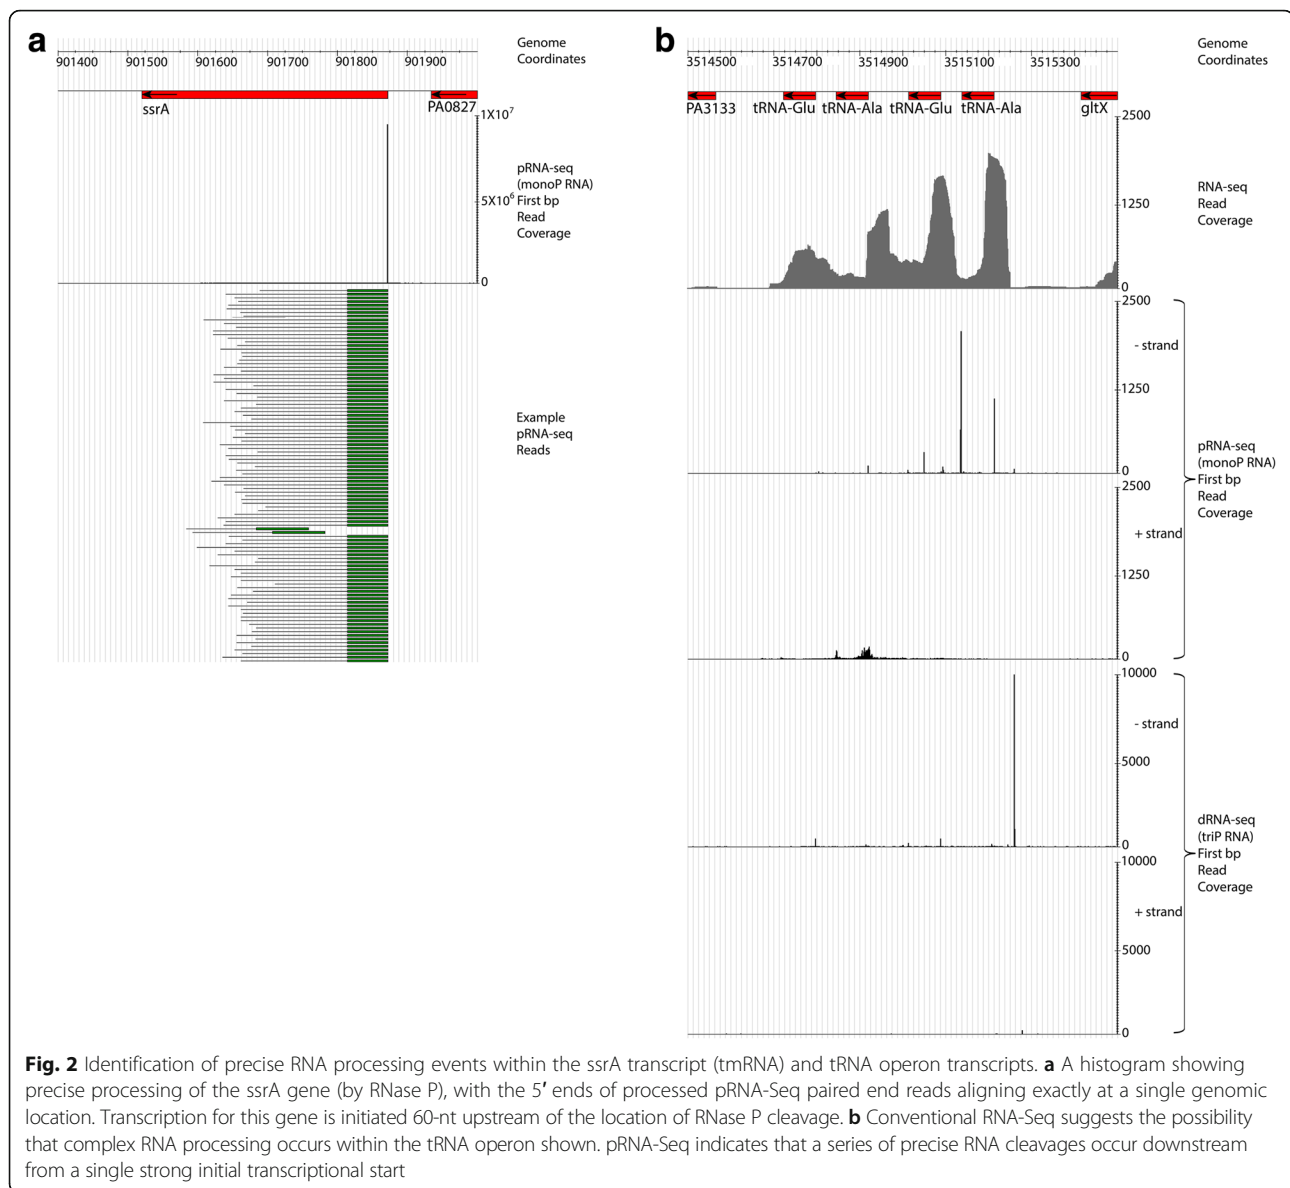 a
901400 901500 901600 901700 901800 901900
Genome
Coordinates
ssrA
PA0827
1X10⁷
5X10⁶
0
pRNA-seq
(monoP RNA)
First bp
Read
Coverage
Example
pRNA-seq
Reads
b
3514500 3514700 3514900 3515100 3515300
Genome
Coordinates
PA3133 tRNA-Glu tRNA-Ala tRNA-Glu tRNA-Ala gltX
2500
1250
0
RNA-seq
Read
Coverage
2500
- strand
1250
0
2500
+ strand
1250
0
pRNA-seq
(monoP RNA)
First bp
Read
Coverage
10000
- strand
5000
0
10000
+ strand
5000
0
dRNA-seq
(triP RNA)
First bp
Read
Coverage
Fig. 2 Identification of precise RNA processing events within the ssrA transcript (tmRNA) and tRNA operon transcripts. a A histogram showing
precise processing of the ssrA gene (by RNase P), with the 5′ ends of processed pRNA-Seq paired end reads aligning exactly at a single genomic
location. Transcription for this gene is initiated 60-nt upstream of the location of RNase P cleavage. b Conventional RNA-Seq suggests the possibility
that complex RNA processing occurs within the tRNA operon shown. pRNA-Seq indicates that a series of precise RNA cleavages occur downstream
from a single strong initial transcriptional start